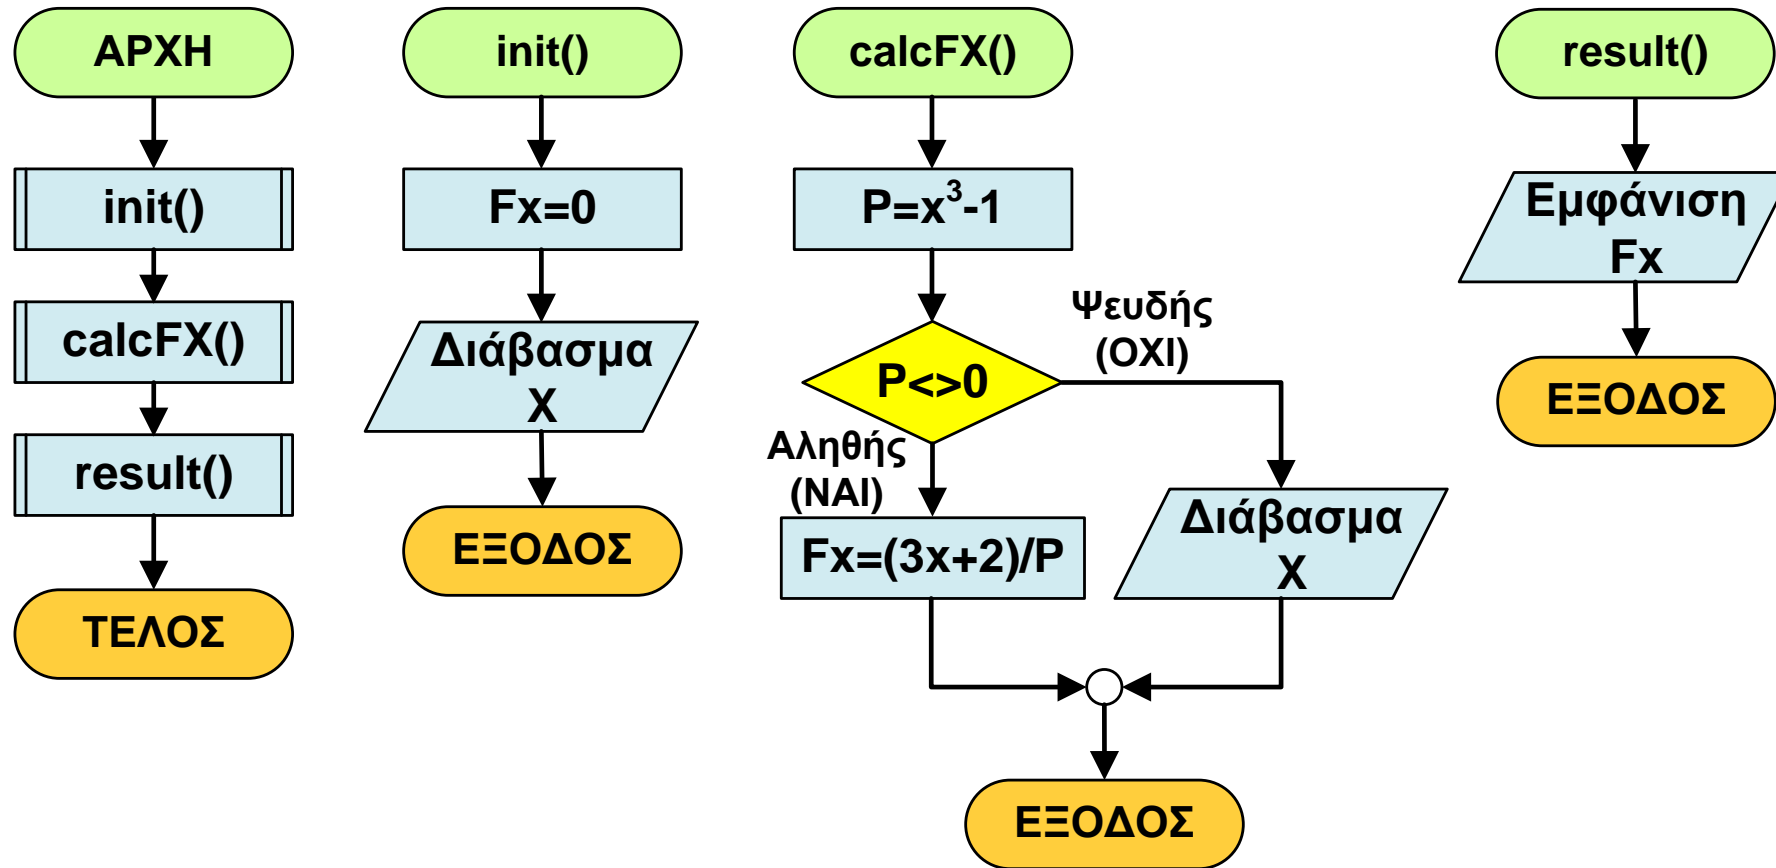 ΑΡΧΗ
init()
calcFX()
result()
ΤΕΛΟΣ
init()
Fx=0
Διάβασμα
X
ΕΞΟΔΟΣ
calcFX()
P=x³-1
P<>0
Ψευδής
(ΟΧΙ)
Αληθής
(ΝΑΙ)
Fx=(3x+2)/P
Διάβασμα
X
ΕΞΟΔΟΣ
result()
Εμφάνιση
Fx
ΕΞΟΔΟΣ